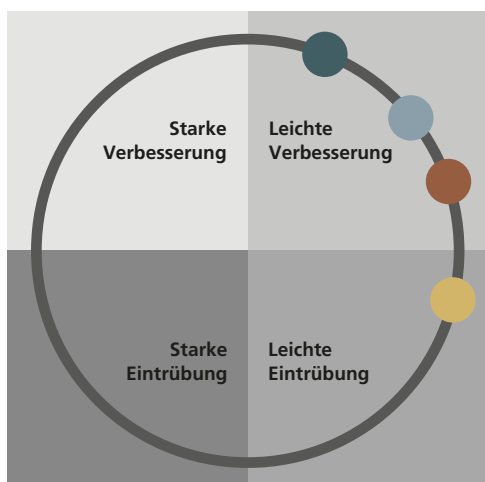 Starke
Verbesserung
Leichte
Verbesserung
Starke
Eintrübung
Leichte
Eintrübung